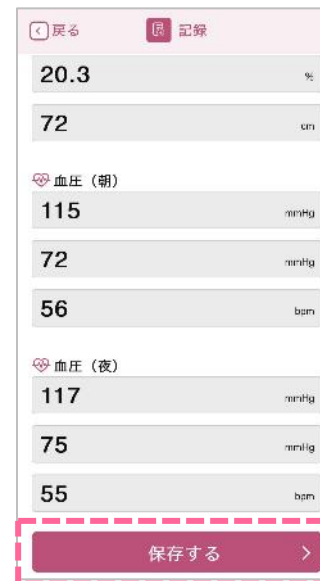 戻る 記録
20.3 %
72 cm
血圧（朝）
115 mmHg
72 mmHg
56 bpm
血圧（夜）
117 mmHg
75 mmHg
55 bpm
保存する